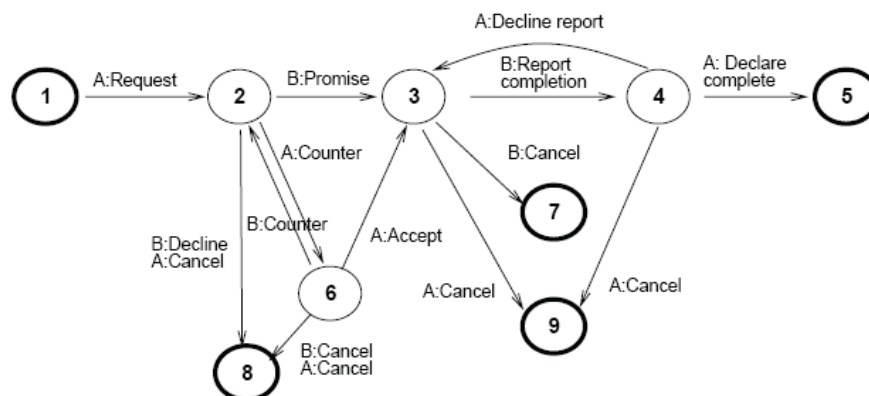 A:Decline report
A:Request
B:Promise
B:Report
completion
A: Declare
complete
1
2
3
4
5
A:Counter
B:Cancel
B:Counter
7
B:Decline
A:Cancel
A:Accept
6
A:Cancel
9
A:Cancel
B:Cancel
A:Cancel
8